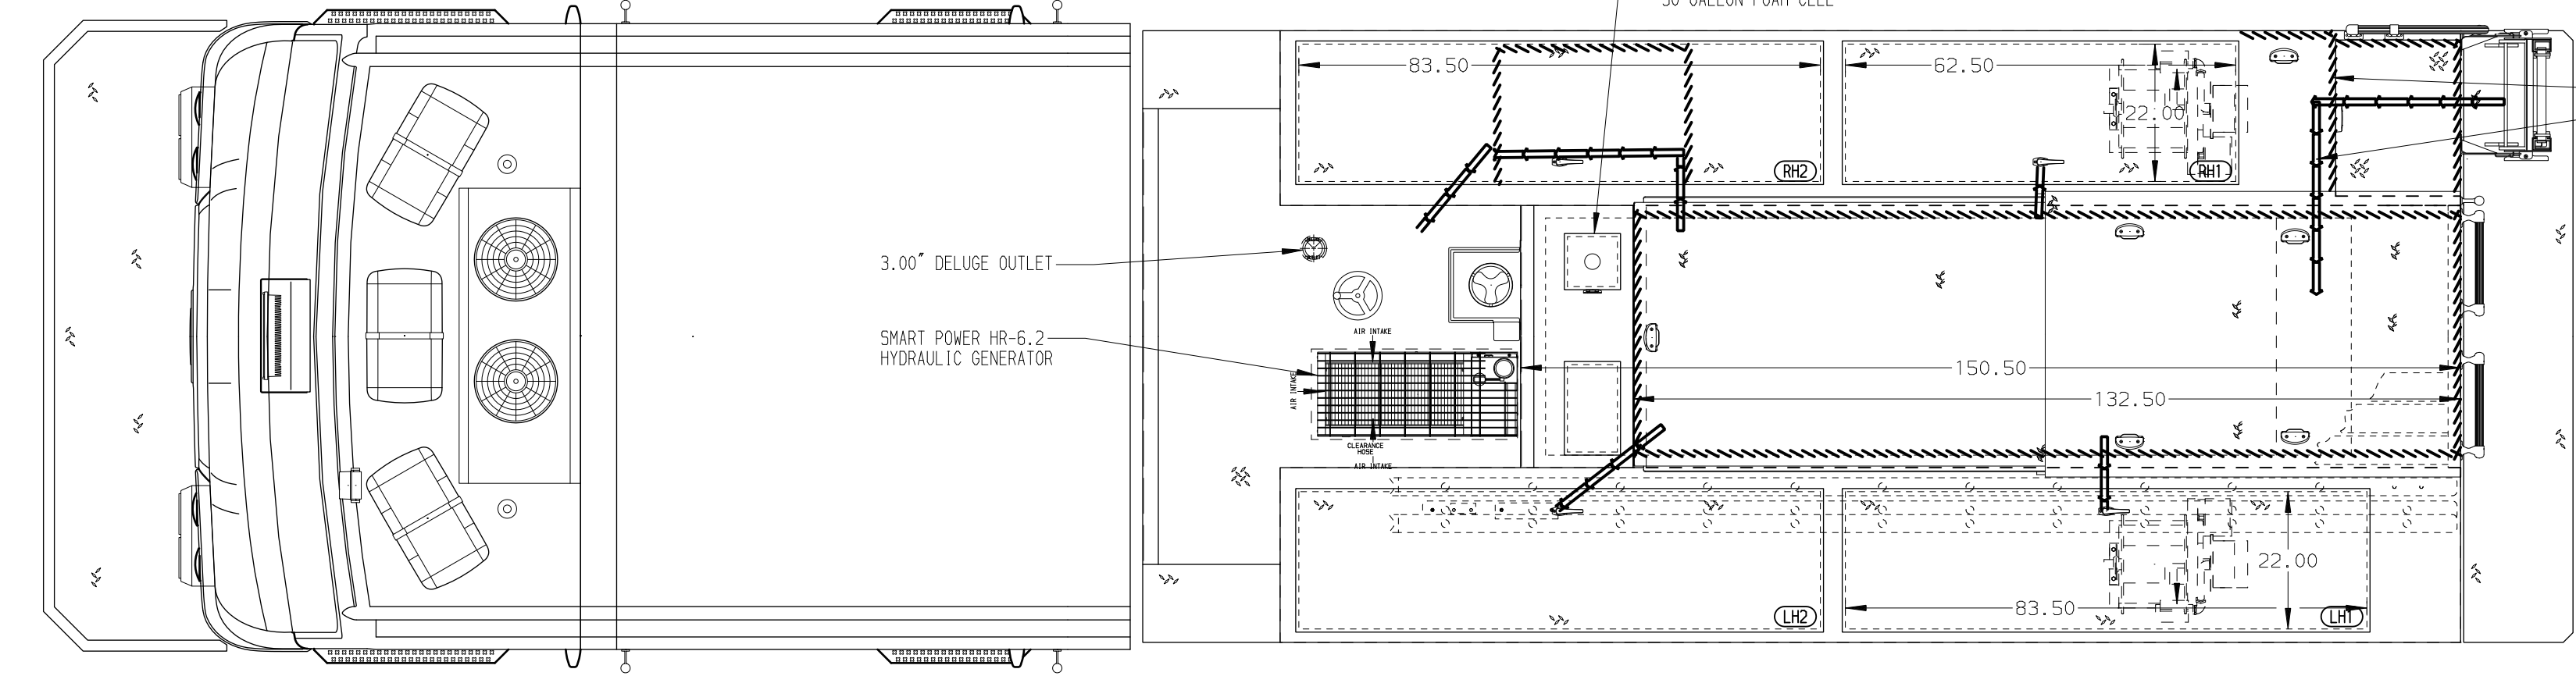 30 GALLON FOAM CELL
83.50
62.50
22.00
RH2
RH1
3.00" DELUGE OUTLET
SMART POWER HR-6.2
HYDRAULIC GENERATOR
AIR INTAKE
AIR INTAKE
CLEARANCE
HOSE
AIR INTAKE
150.50
132.50
22.00
83.50
LH2
LH1